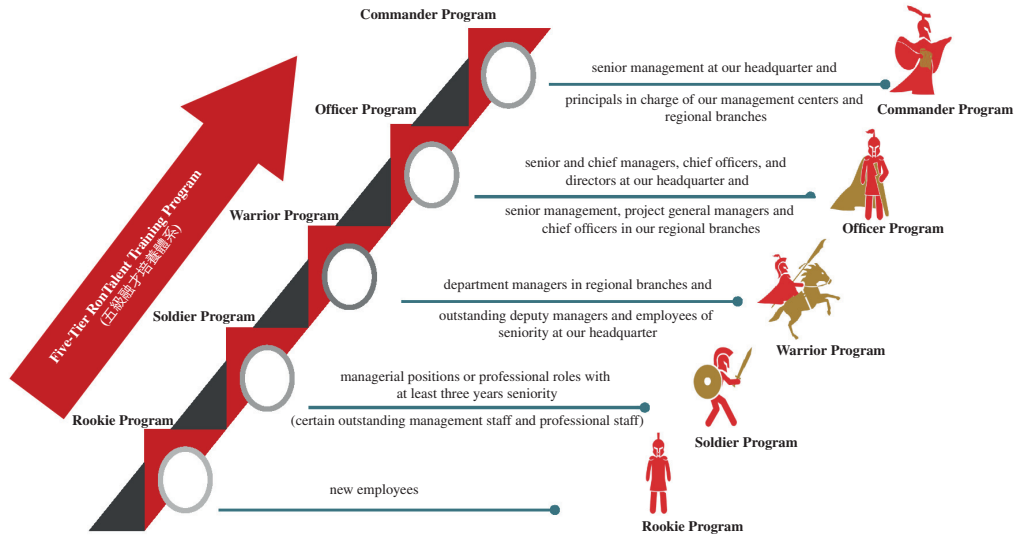 Commander Program
senior management at our headquarter and
principals in charge of our management centers and
regional branches
Commander Program
Officer Program
senior and chief managers, chief officers, and
directors at our headquarter and
senior management, project general managers and
chief officers in our regional branches
Officer Program
Five-Tier RonTalent Training Program
(五級融才培養體系)
Warrior Program
department managers in regional branches and
outstanding deputy managers and employees of
seniority at our headquarter
Warrior Program
Soldier Program
managerial positions or professional roles with
at least three years seniority
(certain outstanding management staff and professional staff)
Soldier Program
Rookie Program
new employees
Rookie Program